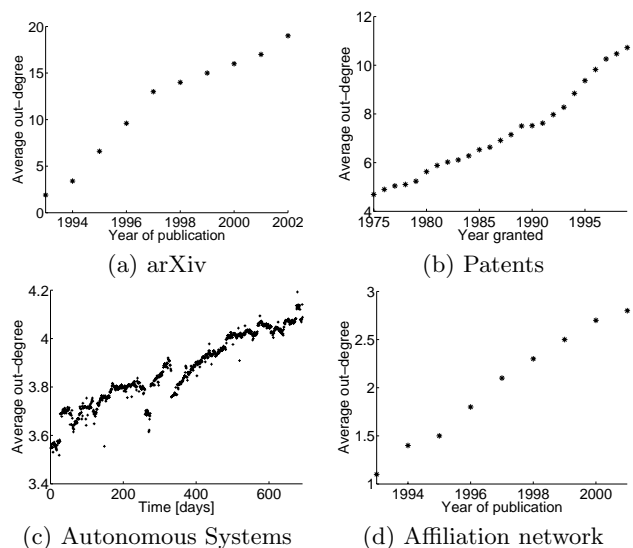 20
15
10
5
0
Average out–degree
1994 1996 1998 2000 2002
Year of publication
(a) arXiv
12
10
8
6
4
Average out–degree
1975 1980 1985 1990 1995
Year granted
(b) Patents
4.2
4
3.8
3.6
3.4
Average out–degree
0 200 400 600
Time [days]
(c) Autonomous Systems
3
2.5
2
1.5
1
Average out–degree
1994 1996 1998 2000
Year of publication
(d) Affiliation network